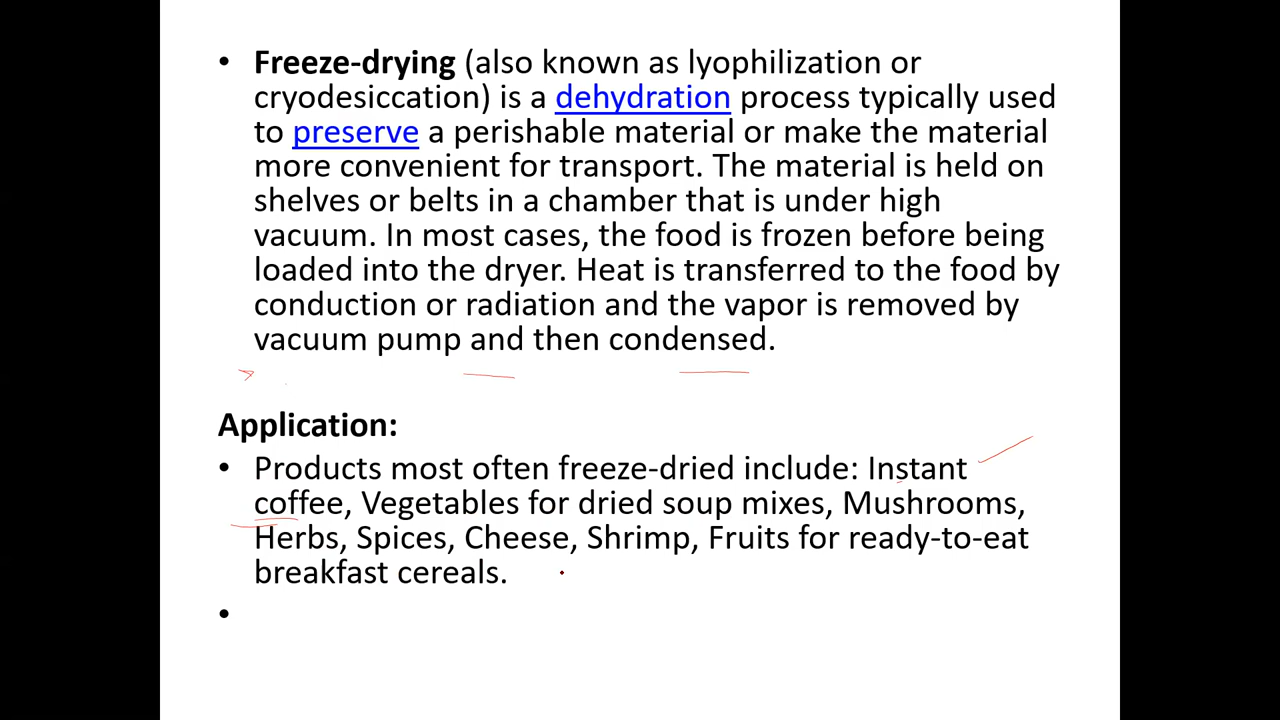 • Freeze-drying (also known as lyophilization or
cryodesiccation) is a dehydration process typically used
to preserve a perishable material or make the material
more convenient for transport. The material is held on
shelves or belts in a chamber that is under high
vacuum. In most cases, the food is frozen before being
loaded into the dryer. Heat is transferred to the food by
conduction or radiation and the vapor is removed by
vacuum pump and then condensed.
Application:
• Products most often freeze-dried include: Instant
coffee, Vegetables for dried soup mixes, Mushrooms,
Herbs, Spices, Cheese, Shrimp, Fruits for ready-to-eat
breakfast cereals.
•